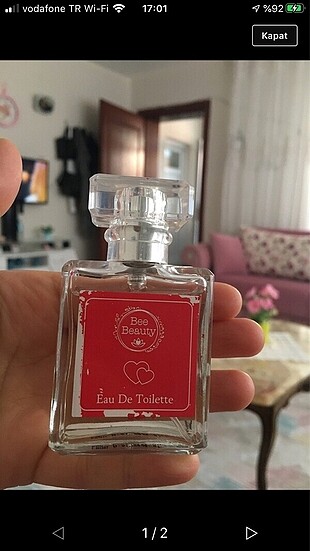 vodafone TR Wi-Fi
17:01
%92
Kapat
Bee
Beauty
Eau De Toilette
1 / 2